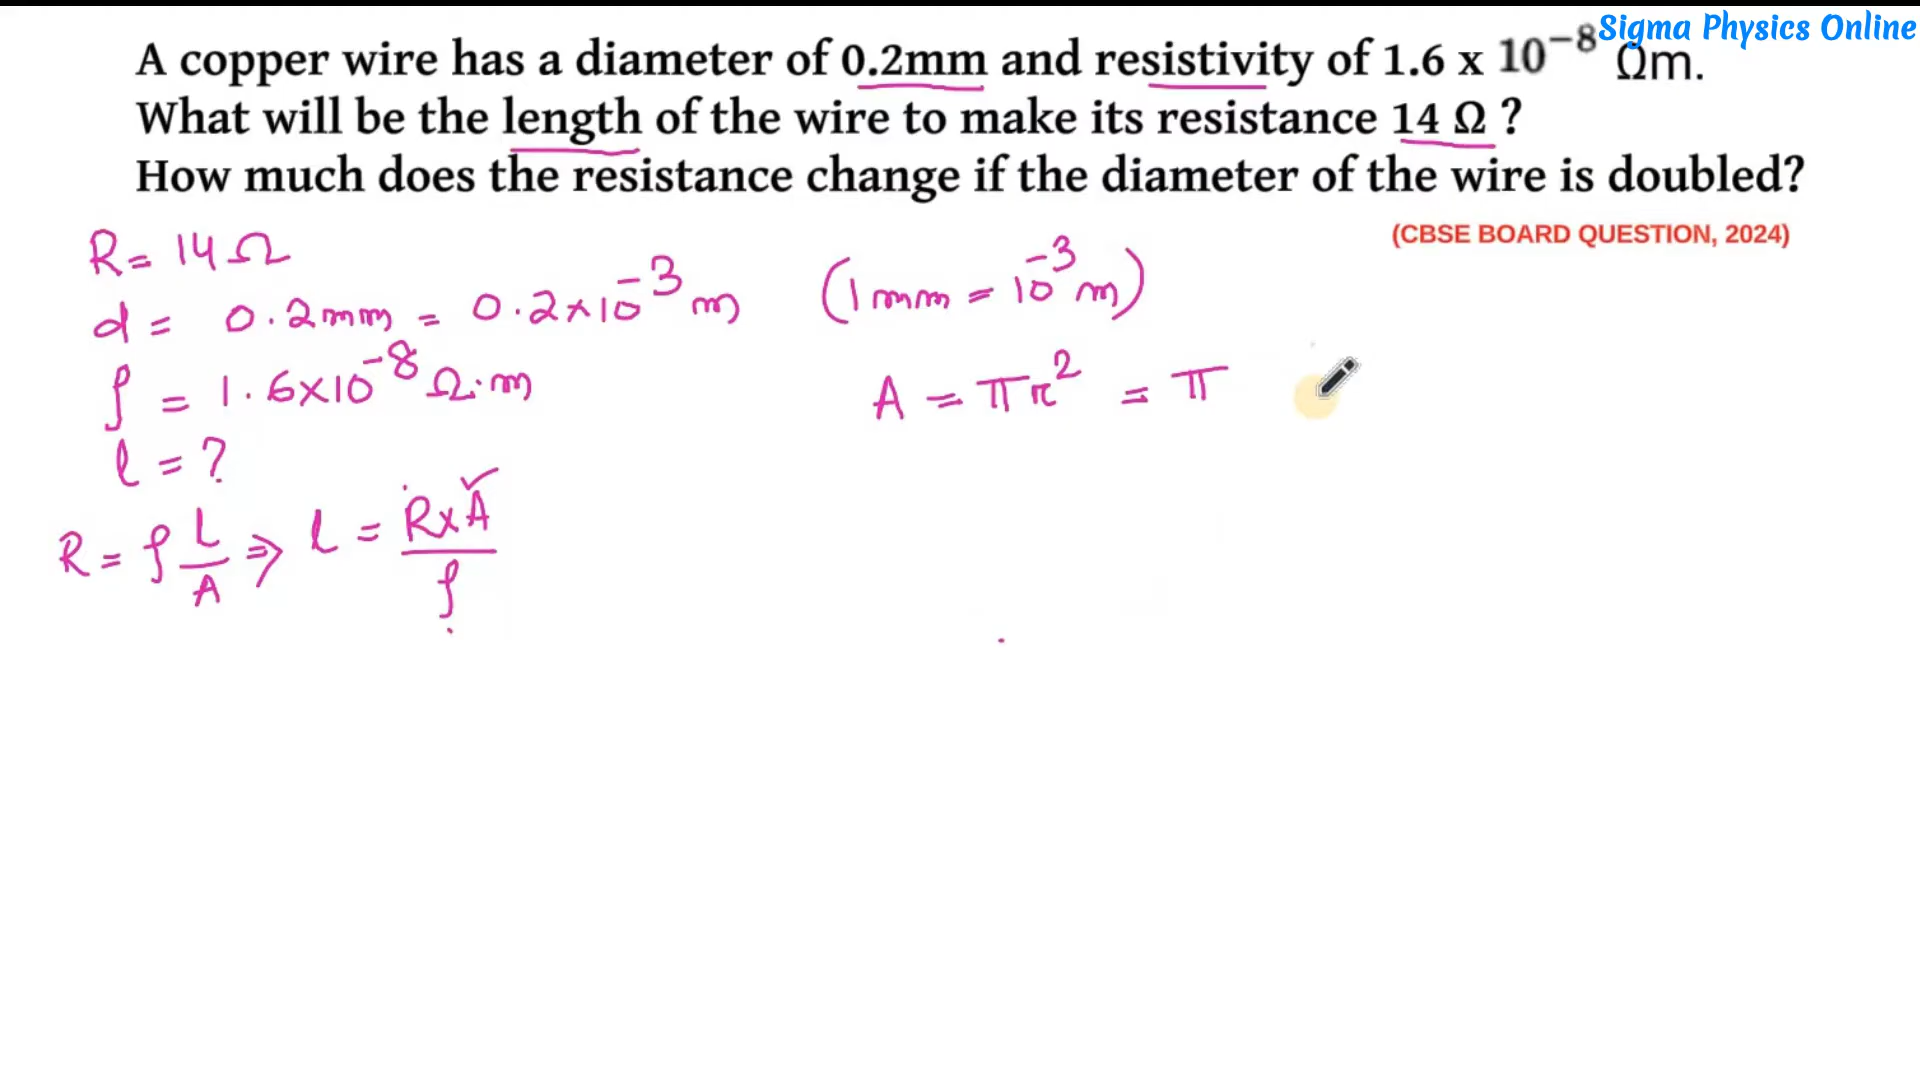 Sigma Physics Online
A copper wire has a diameter of 0.2mm and resistivity of 1.6 x 10⁻⁸ Ωm.
What will be the length of the wire to make its resistance 14 Ω ?
How much does the resistance change if the diameter of the wire is doubled?
(CBSE BOARD QUESTION, 2024)
R = 14 Ω
d = 0.2mm = 0.2×10⁻³ m (1 mm = 10⁻³ m)
ρ = 1.6×10⁻⁸ Ω.m
A = πr² = π
l = ?
R = ρ L/A ⇒ l = R×A/ρ